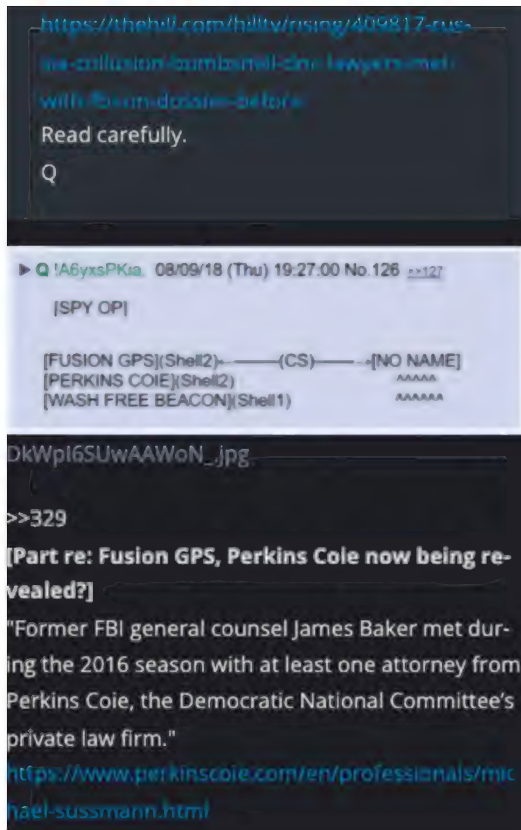 https://thehill.com/hilltv/rising/409817-rus-
sia-collusion-bombshell-dnc-lawyers-met-
with-fbi-on-dossier-before
Read carefully.
Q
▶ Q !A6yxsPKia. 08/09/18 (Thu) 19:27:00 No.126 >>127
[SPY OP]
[FUSION GPS](Shell2)-———(CS)——--[NO NAME]
[PERKINS COIE](Shell2) ^^^^^
[WASH FREE BEACON](Shell1) ^^^^^^
DkWpI6SUwAAWoN_.jpg
>>329
[Part re: Fusion GPS, Perkins Coie now being re-
vealed?]
"Former FBI general counsel James Baker met dur-
ing the 2016 season with at least one attorney from
Perkins Coie, the Democratic National Committee's
private law firm."
https://www.perkinscoie.com/en/professionals/mic
hael-sussmann.html